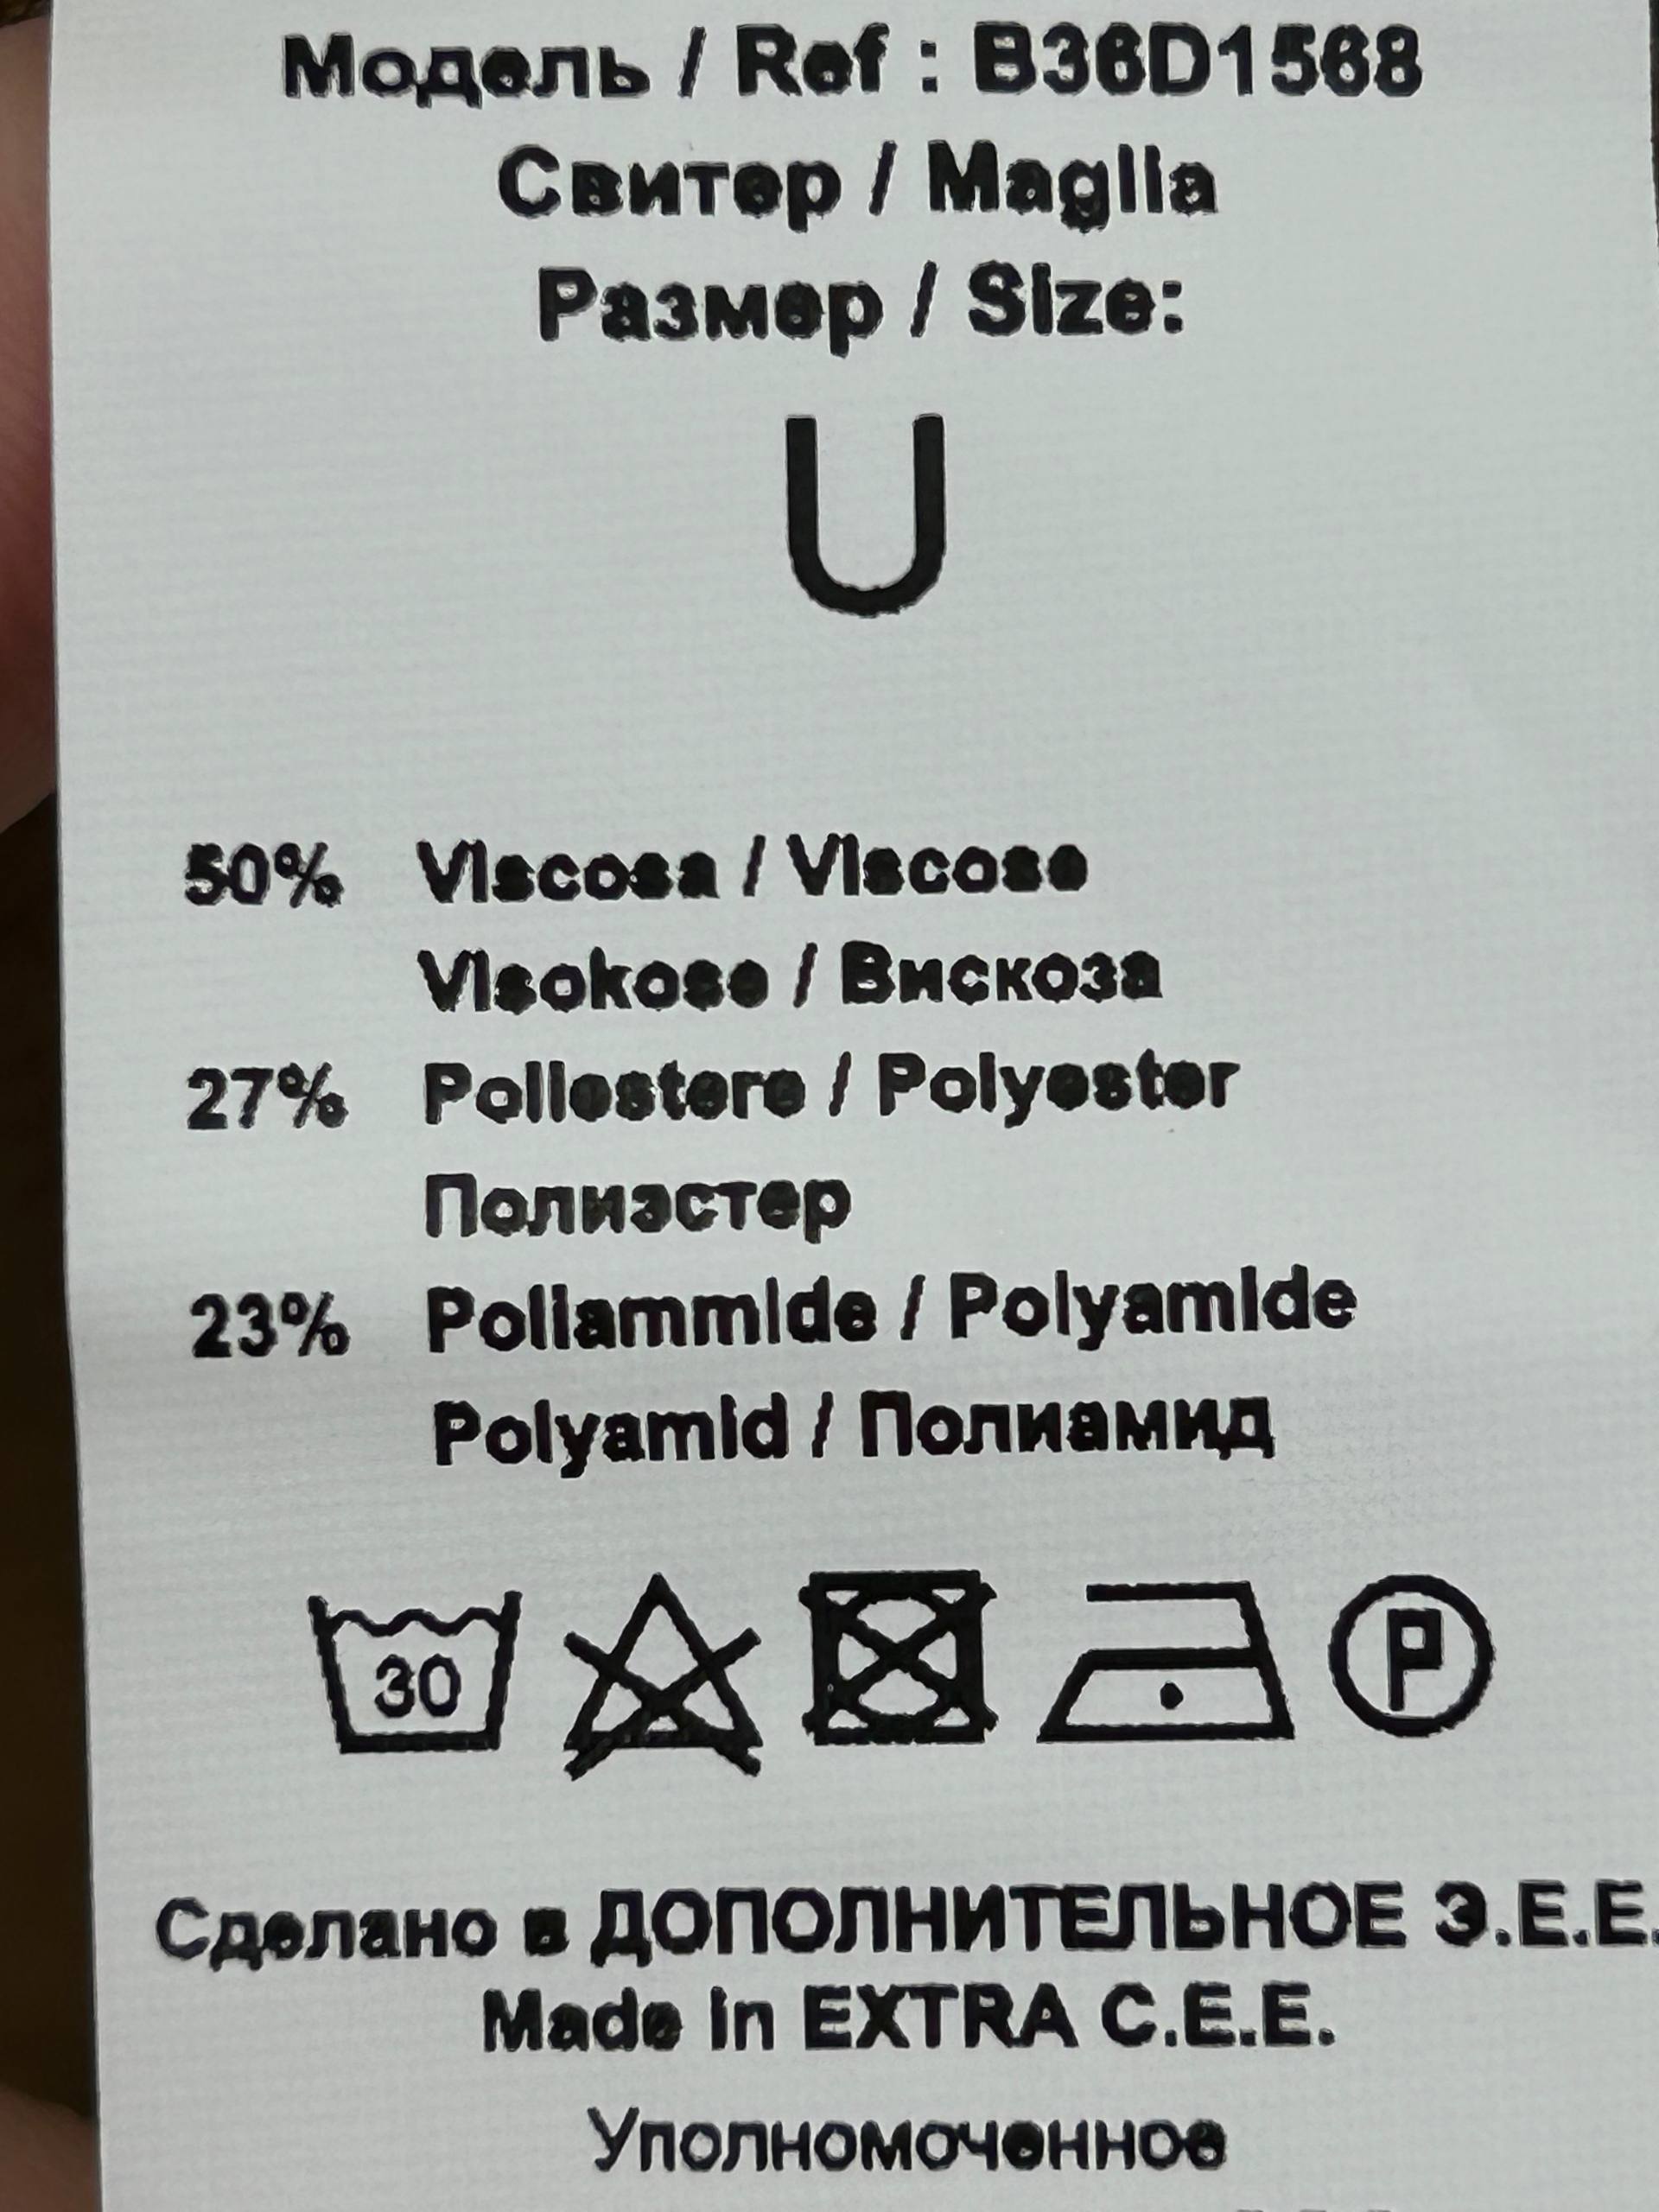 Модель / Ref : B36D1568
Свитер / Maglia
Размер / Size:
U
50% Viscosa / Viscose
Visokose / Вискоза
27% Poliestere / Polyester
Полиэстер
23% Poliammide / Polyamide
Polyamid / Полиамид
30 P
Сделано в ДОПОЛНИТЕЛЬНОЕ Э.Е.Е.
Made in EXTRA C.E.E.
Уполномоченное